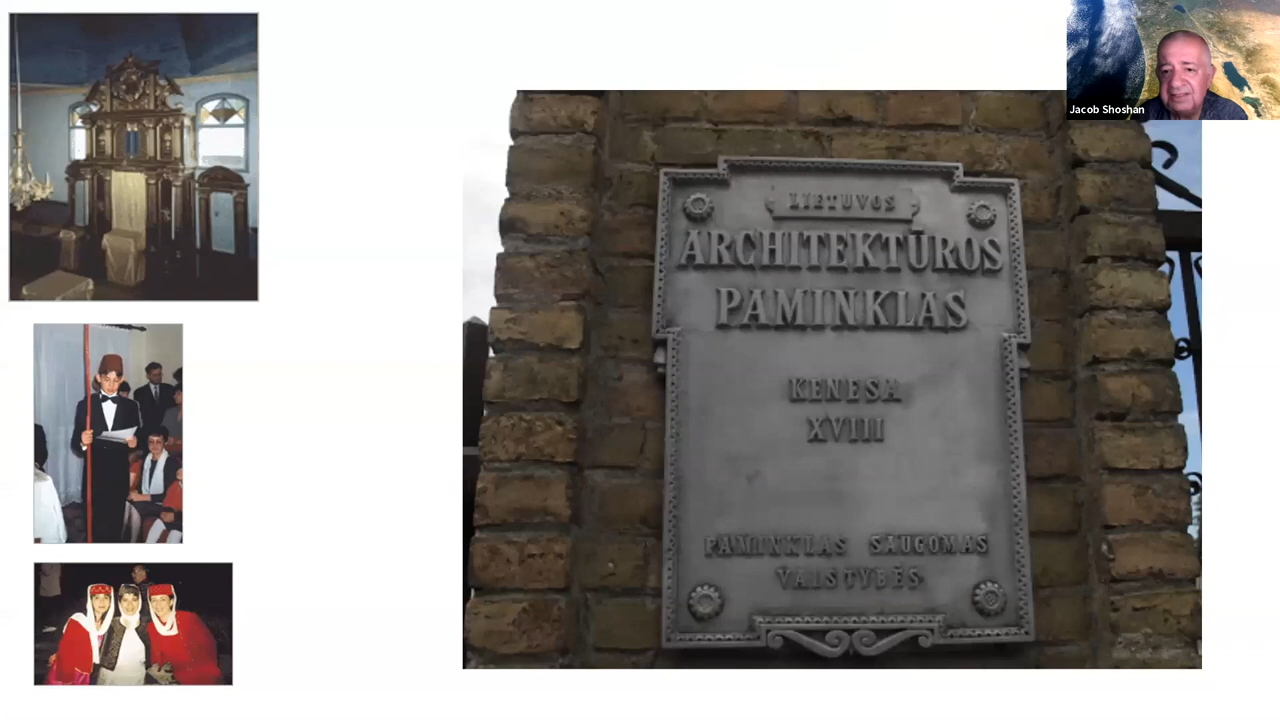 Jacob Shoshan
LIETUVOS
ARCHITEKTŪROS
PAMINKLAS
KENESA
XVIII
PAMINKLAS SAUGOMAS
VALSTYBĖS